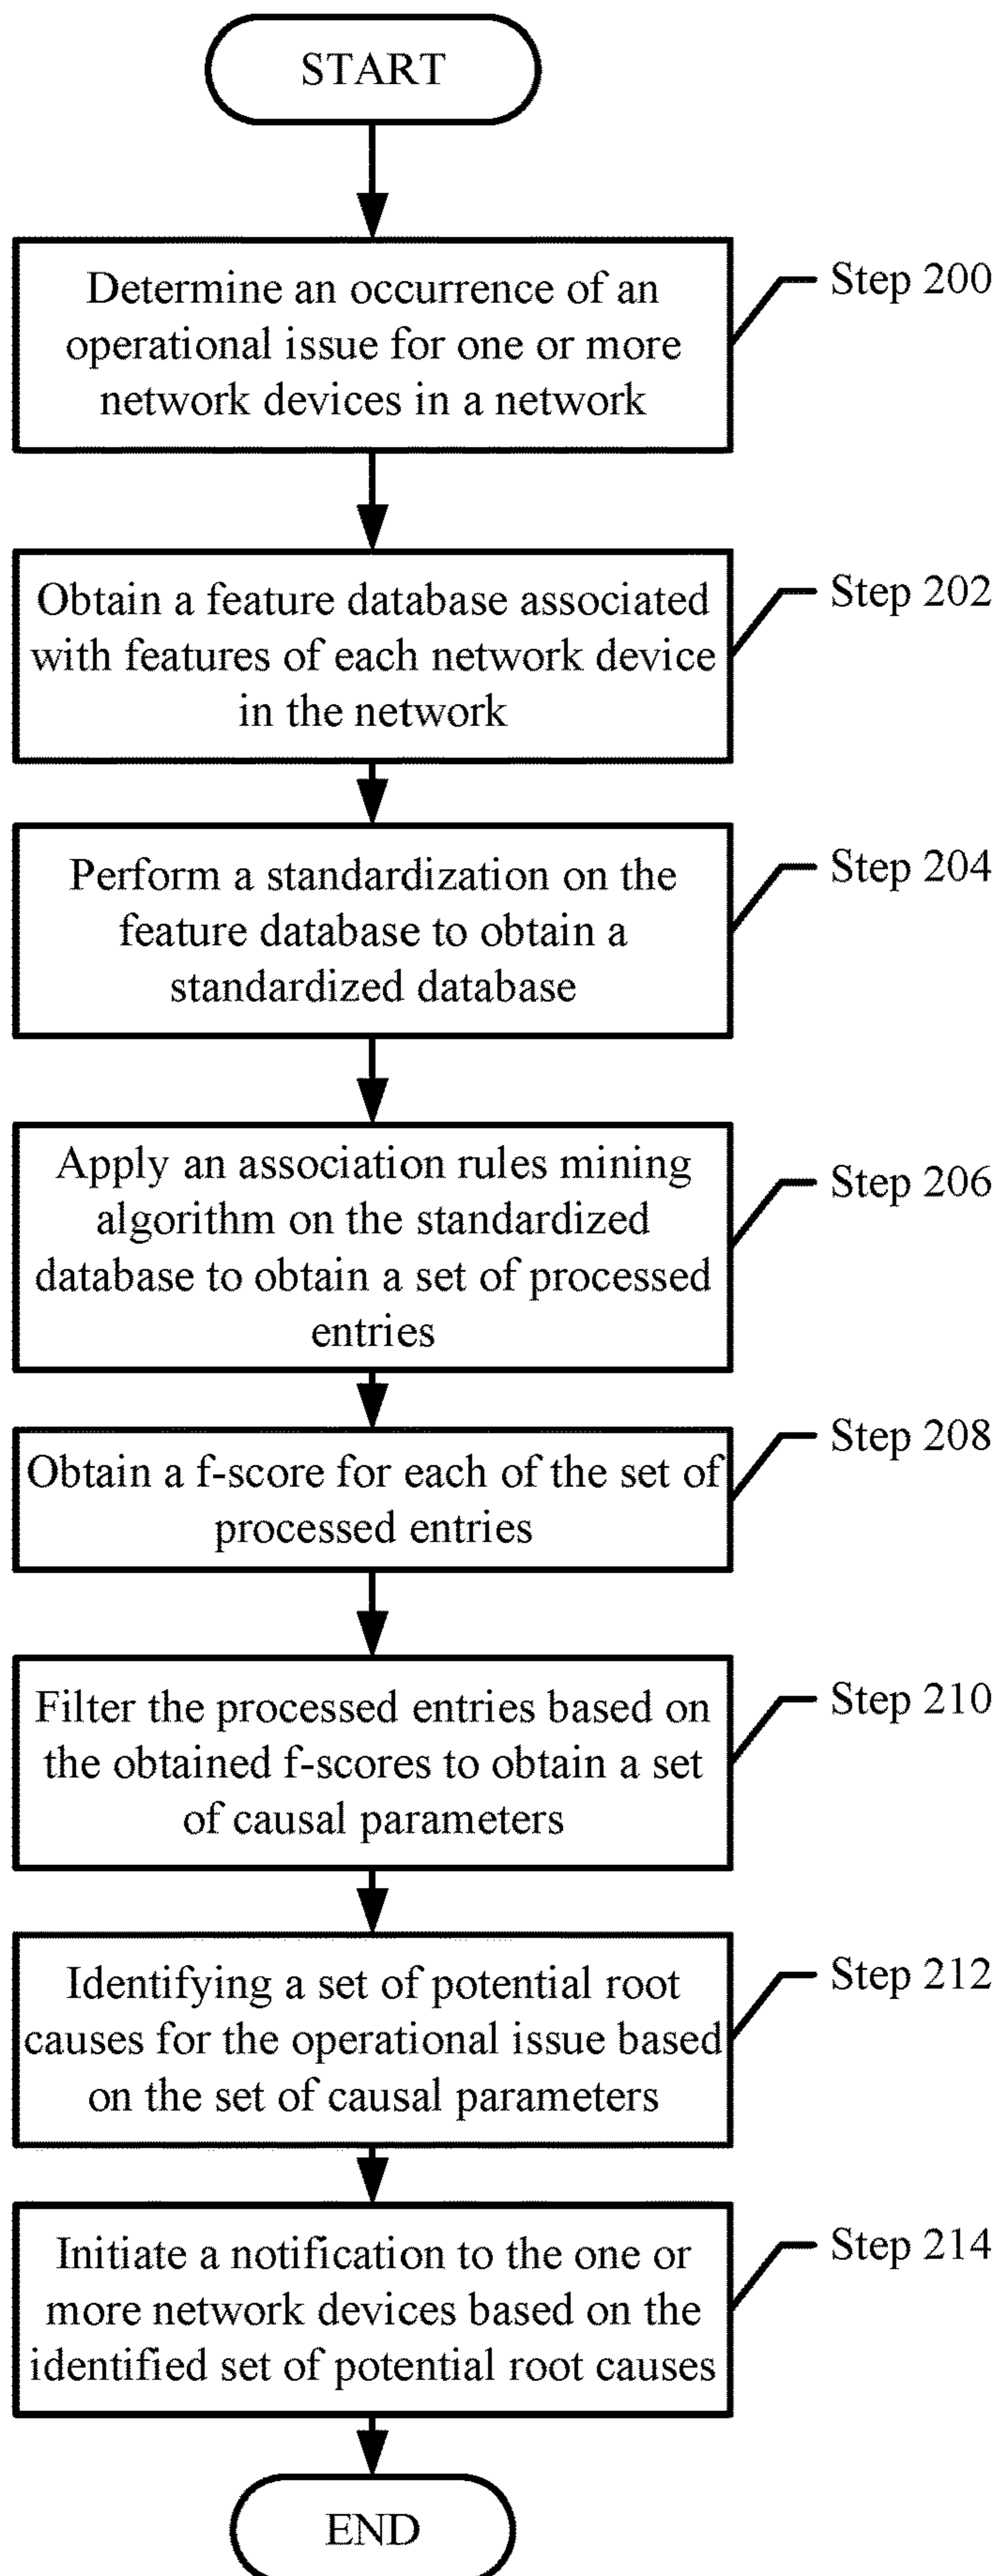 START
Determine an occurrence of an
operational issue for one or more
network devices in a network
Step 200
Obtain a feature database associated
with features of each network device
in the network
Step 202
Perform a standardization on the
feature database to obtain a
standardized database
Step 204
Apply an association rules mining
algorithm on the standardized
database to obtain a set of processed
entries
Step 206
Obtain a f-score for each of the set of
processed entries
Step 208
Filter the processed entries based on
the obtained f-scores to obtain a set
of causal parameters
Step 210
Identifying a set of potential root
causes for the operational issue based
on the set of causal parameters
Step 212
Initiate a notification to the one or
more network devices based on the
identified set of potential root causes
Step 214
END